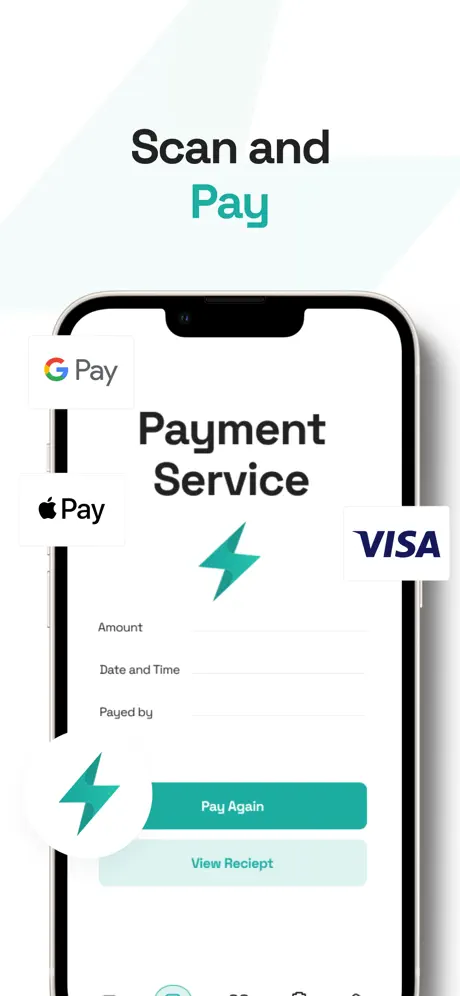 Scan and
Pay
G Pay
Payment
Service
Pay
VISA
Amount
Date and Time
Payed by
Pay Again
View Reciept